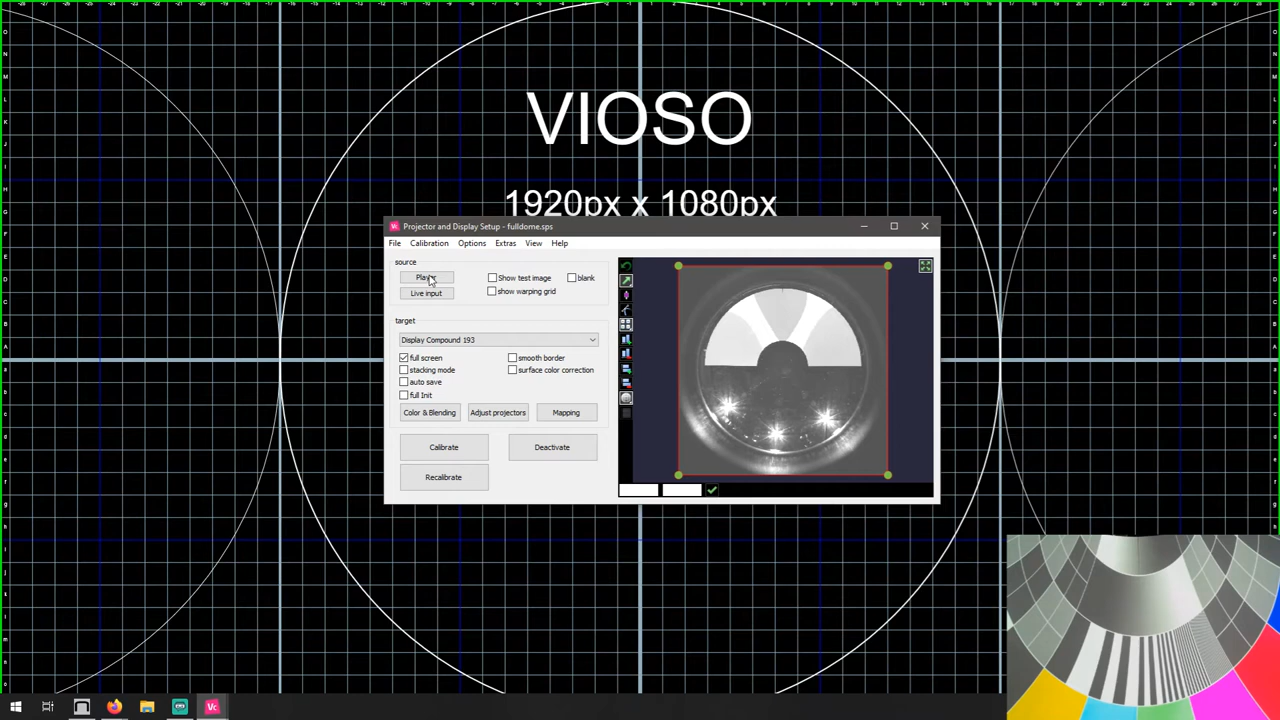 VIOSO
1920px x 1080px
Projector and Display Setup - fulldome.sps
File Calibration Options Extras View Help
source
Player
Show test image
blank
Live input
show warping grid
target
Display Compound 193
full screen
smooth border
stacking mode
surface color correction
auto save
full Init
Color & Blending
Adjust projectors
Mapping
Calibrate
Deactivate
Recalibrate
Vc